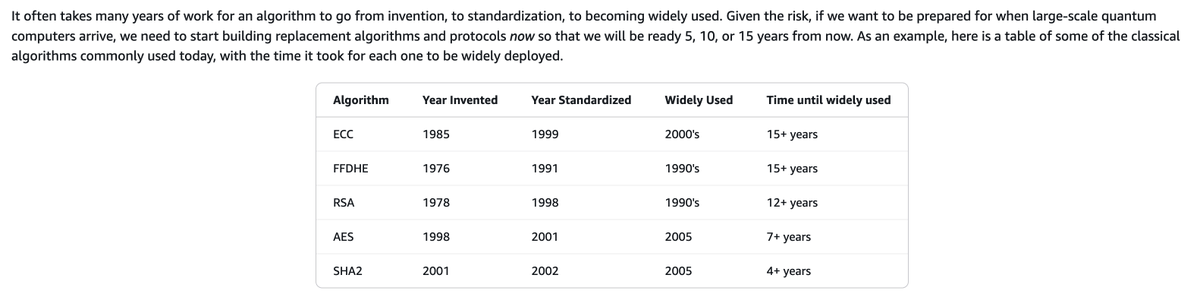 It often takes many years of work for an algorithm to go from invention, to standardization, to becoming widely used. Given the risk, if we want to be prepared for when large-scale quantum
computers arrive, we need to start building replacement algorithms and protocols now so that we will be ready 5, 10, or 15 years from now. As an example, here is a table of some of the classical
algorithms commonly used today, with the time it took for each one to be widely deployed.
Algorithm Year Invented Year Standardized Widely Used Time until widely used
ECC 1985 1999 2000's 15+ years
FFDHE 1976 1991 1990's 15+ years
RSA 1978 1998 1990's 12+ years
AES 1998 2001 2005 7+ years
SHA2 2001 2002 2005 4+ years